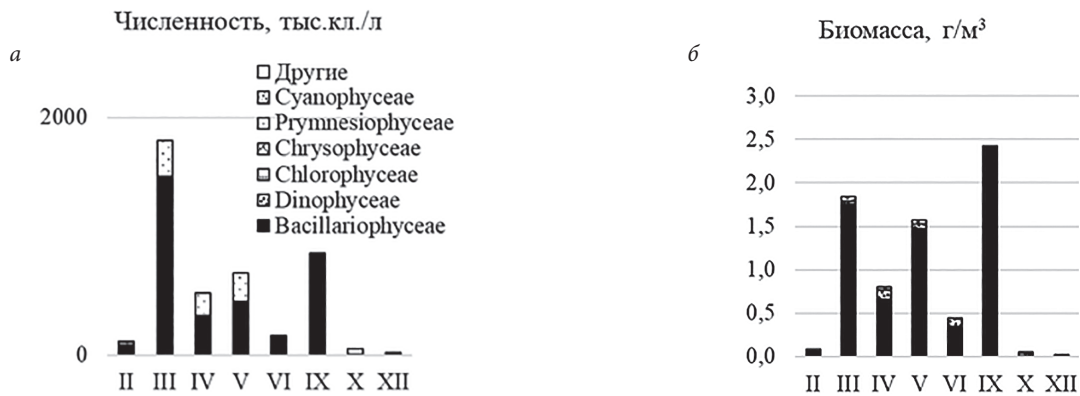 Численность, тыс.кл./л
а
2000
0
Другие
Cyanophyceae
Prymnesiophyceae
Chrysophyceae
Chlorophyceae
Dinophyceae
Bacillariophyceae
II III IV V VI IX X XII
Биомасса, г/м³
б
3,0
2,5
2,0
1,5
1,0
0,5
0,0
II III IV V VI IX X XII